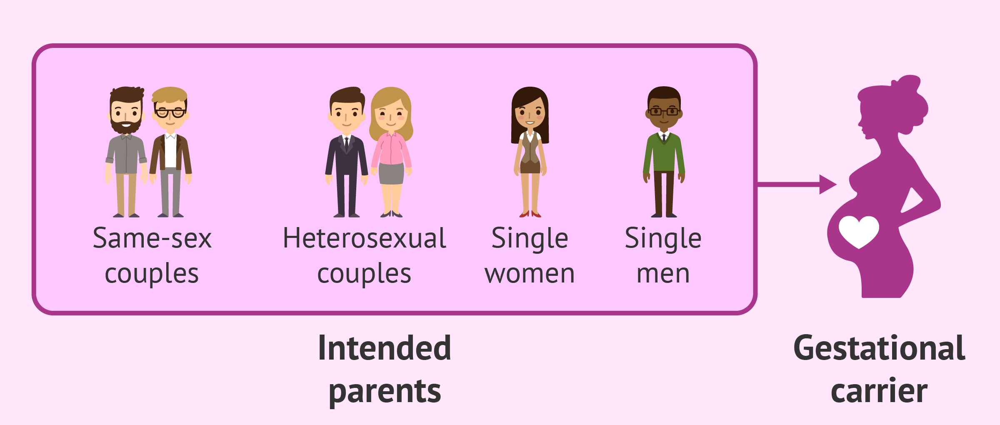 Same-sex
couples
Heterosexual
couples
Single
women
Single
men
Intended
parents
Gestational
carrier